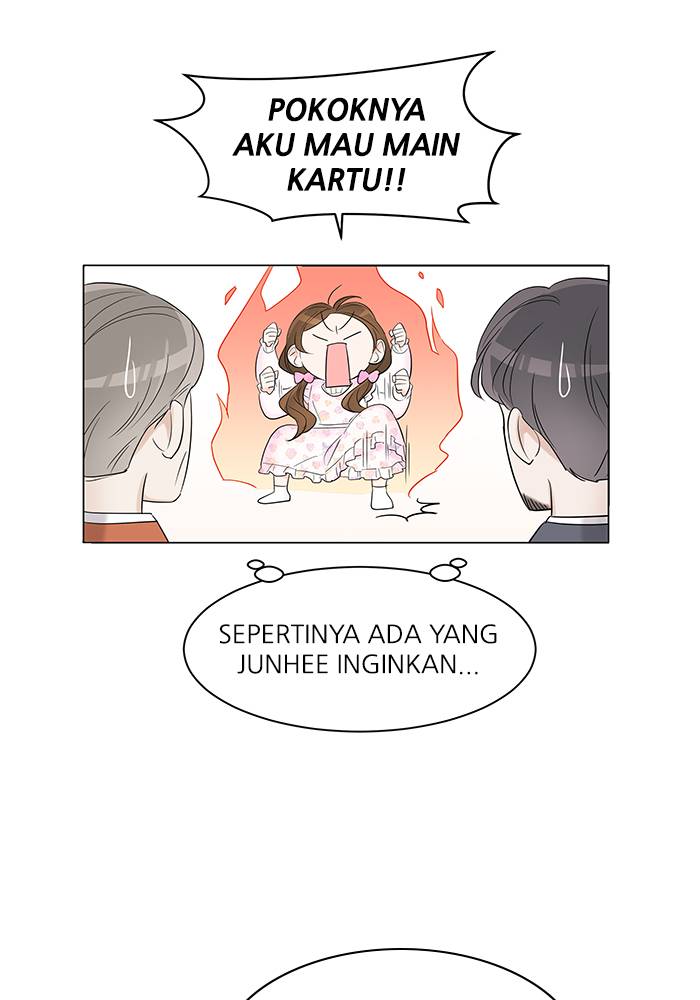 POKOKNYA
AKU MAU MAIN
KARTU!!
SEPERTINYA ADA YANG
JUNHEE INGINKAN...